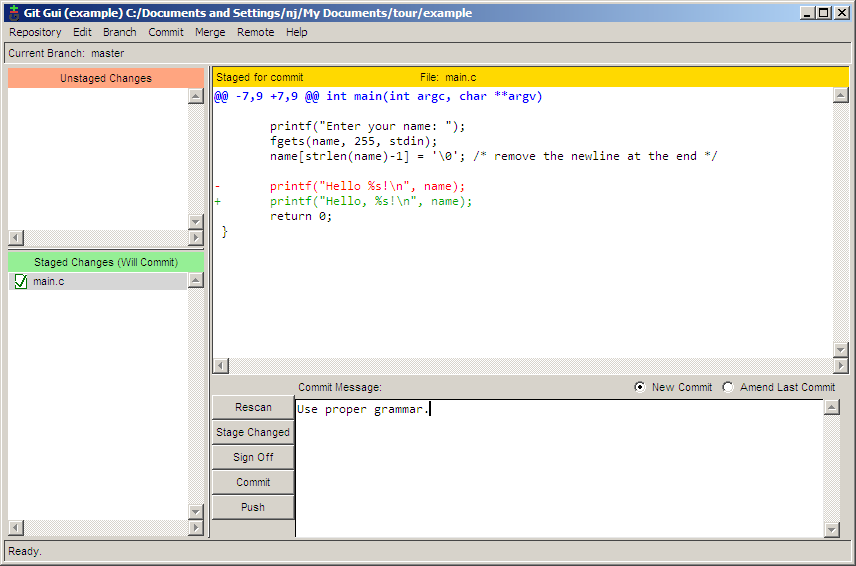 Git Gui (example) C:/Documents and Settings/nj/My Documents/tour/example
Repository Edit Branch Commit Merge Remote Help
Current Branch: master
Unstaged Changes
Staged Changes (Will Commit)
main.c
Staged for commit File: main.c
@@ -7,9 +7,9 @@ int main(int argc, char **argv)
printf("Enter your name: ");
fgets(name, 255, stdin);
name[strlen(name)-1] = '\0'; /* remove the newline at the end */
- printf("Hello %s!\n", name);
+ printf("Hello, %s!\n", name);
return 0;
}
Commit Message: New Commit Amend Last Commit
Rescan
Stage Changed
Sign Off
Commit
Push
Use proper grammar.
Ready.